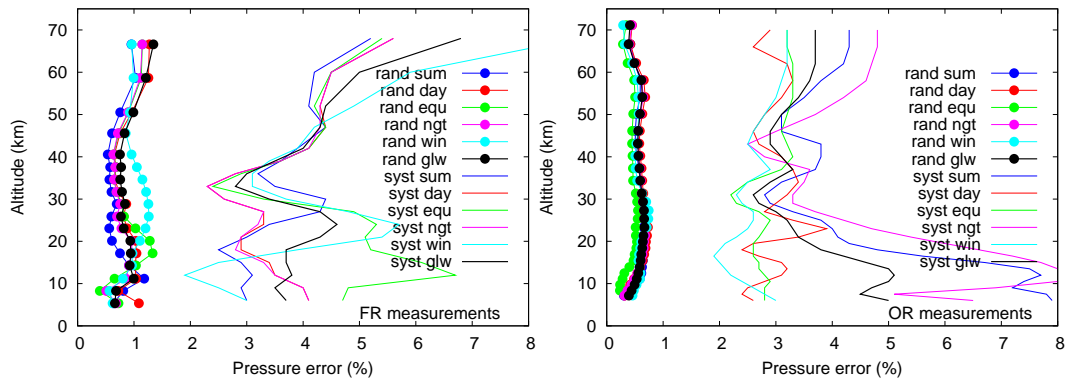 80
70
60
50
40
30
20
10
0
Altitude (km)
0 1 2 3 4 5 6 7 8
Pressure error (%)
rand sum
rand day
rand equ
rand ngt
rand win
rand glw
syst sum
syst day
syst equ
syst ngt
syst win
syst glw
FR measurements
80
70
60
50
40
30
20
10
0
Altitude (km)
0 1 2 3 4 5 6 7 8
Pressure error (%)
rand sum
rand day
rand equ
rand ngt
rand win
rand glw
syst sum
syst day
syst equ
syst ngt
syst win
syst glw
OR measurements